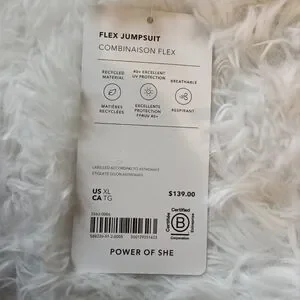 FLEX JUMPSUIT
COMBINAISON FLEX
RECYCLED MATERIAL
40+ EXCELLENT UV PROTECTION
BREATHABLE
MATIÈRES RECYCLÉES
EXCELLENTE PROTECTION FPRUV 40+
RESPIRANT
US XL
CA TG
$139.00
Certified
B
Corporation
POWER OF SHE